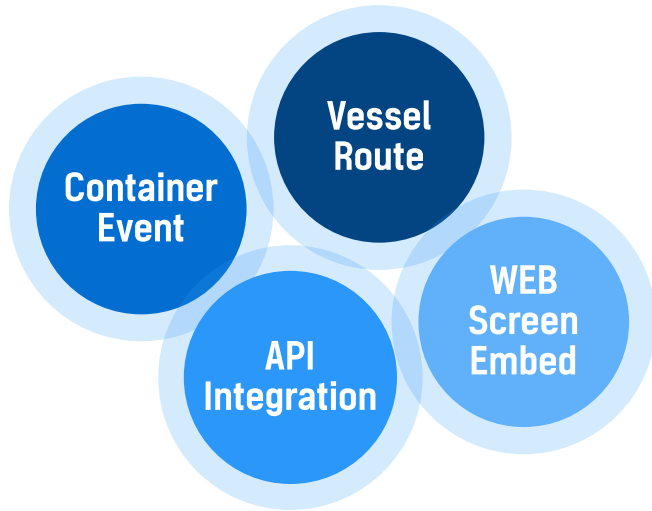 Vessel
Route
Container
Event
WEB
Screen
Embed
API
Integration